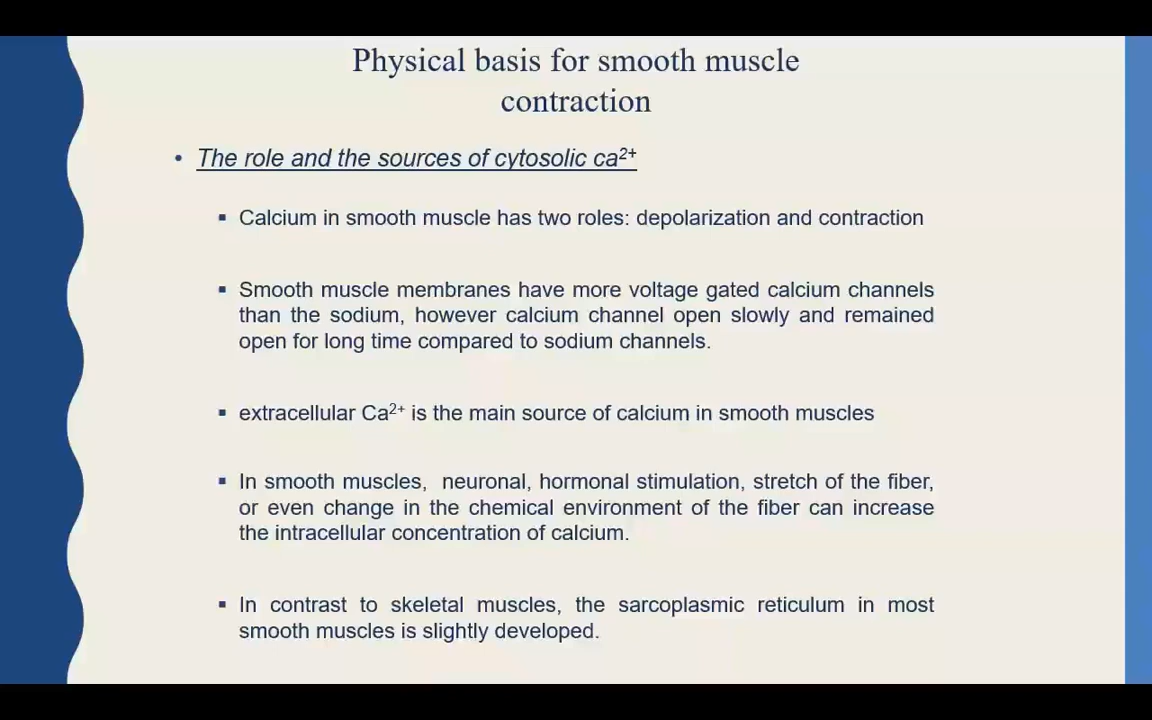 Physical basis for smooth muscle
contraction
• The role and the sources of cytosolic ca²⁺
▪ Calcium in smooth muscle has two roles: depolarization and contraction
▪ Smooth muscle membranes have more voltage gated calcium channels
than the sodium, however calcium channel open slowly and remained
open for long time compared to sodium channels.
▪ extracellular Ca²⁺ is the main source of calcium in smooth muscles
▪ In smooth muscles, neuronal, hormonal stimulation, stretch of the fiber,
or even change in the chemical environment of the fiber can increase
the intracellular concentration of calcium.
▪ In contrast to skeletal muscles, the sarcoplasmic reticulum in most
smooth muscles is slightly developed.